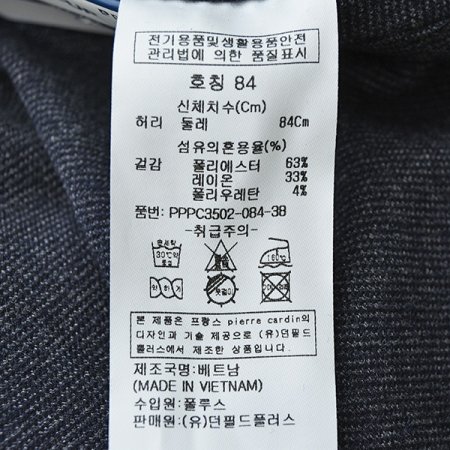 전기용품및생활용품안전
관리법에 의한 품질표시
호칭 84
신체치수(Cm)
허리 둘레 84Cm
섬유의혼용율(%)
겉감 폴리에스터 63%
레이온 33%
폴리우레탄 4%
품번: PPPC3502-084-38
-취급주의-
30℃약
160℃
본 제품은 프랑스 pierre cardin의
디자인과 기술 제공으로 (유)던필드
플러스에서 제조한 상품입니다.
제조국명:베트남
(MADE IN VIETNAM)
수입원:폴루스
판매원:(유)던필드플러스